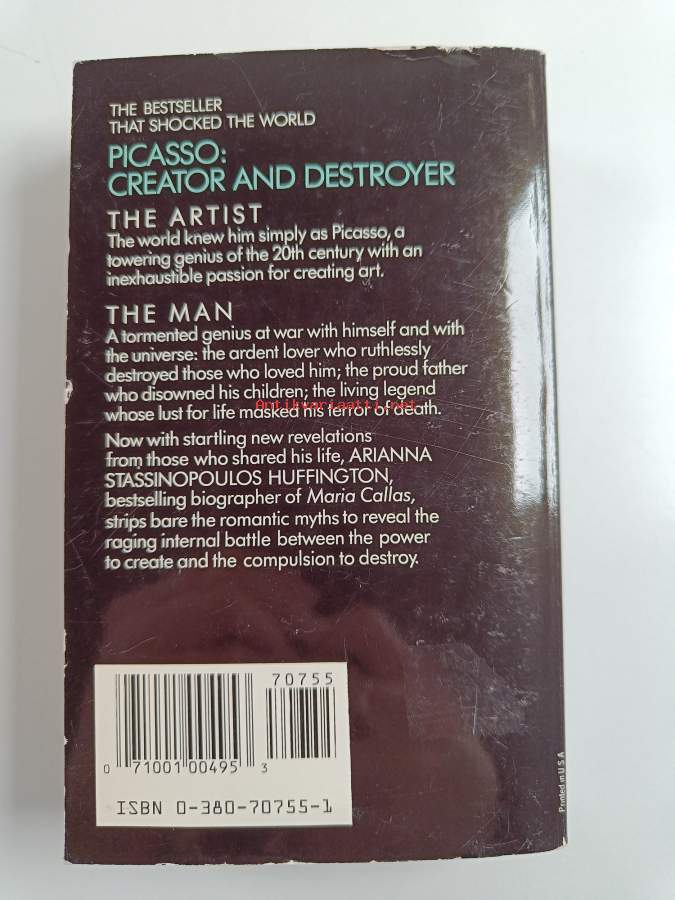 THE BESTSELLER
THAT SHOCKED THE WORLD
PICASSO:
CREATOR AND DESTROYER
THE ARTIST
The world knew him simply as Picasso, a
towering genius of the 20th century with an
inexhaustible passion for creating art.
THE MAN
A tormented genius at war with himself and with
the universe: the ardent lover who ruthlessly
destroyed those who loved him; the proud father
who disowned his children; the living legend
whose lust for life masked his terror of death.
Antikvariaatti.net
Now with startling new revelations
from those who shared his life, ARIANNA
STASSINOPOULOS HUFFINGTON,
bestselling biographer of Maria Callas,
strips bare the romantic myths to reveal the
raging internal battle between the power
to create and the compulsion to destroy.
70755
0 71001 00495 3
ISBN 0-380-70755-1
Printed in U S A